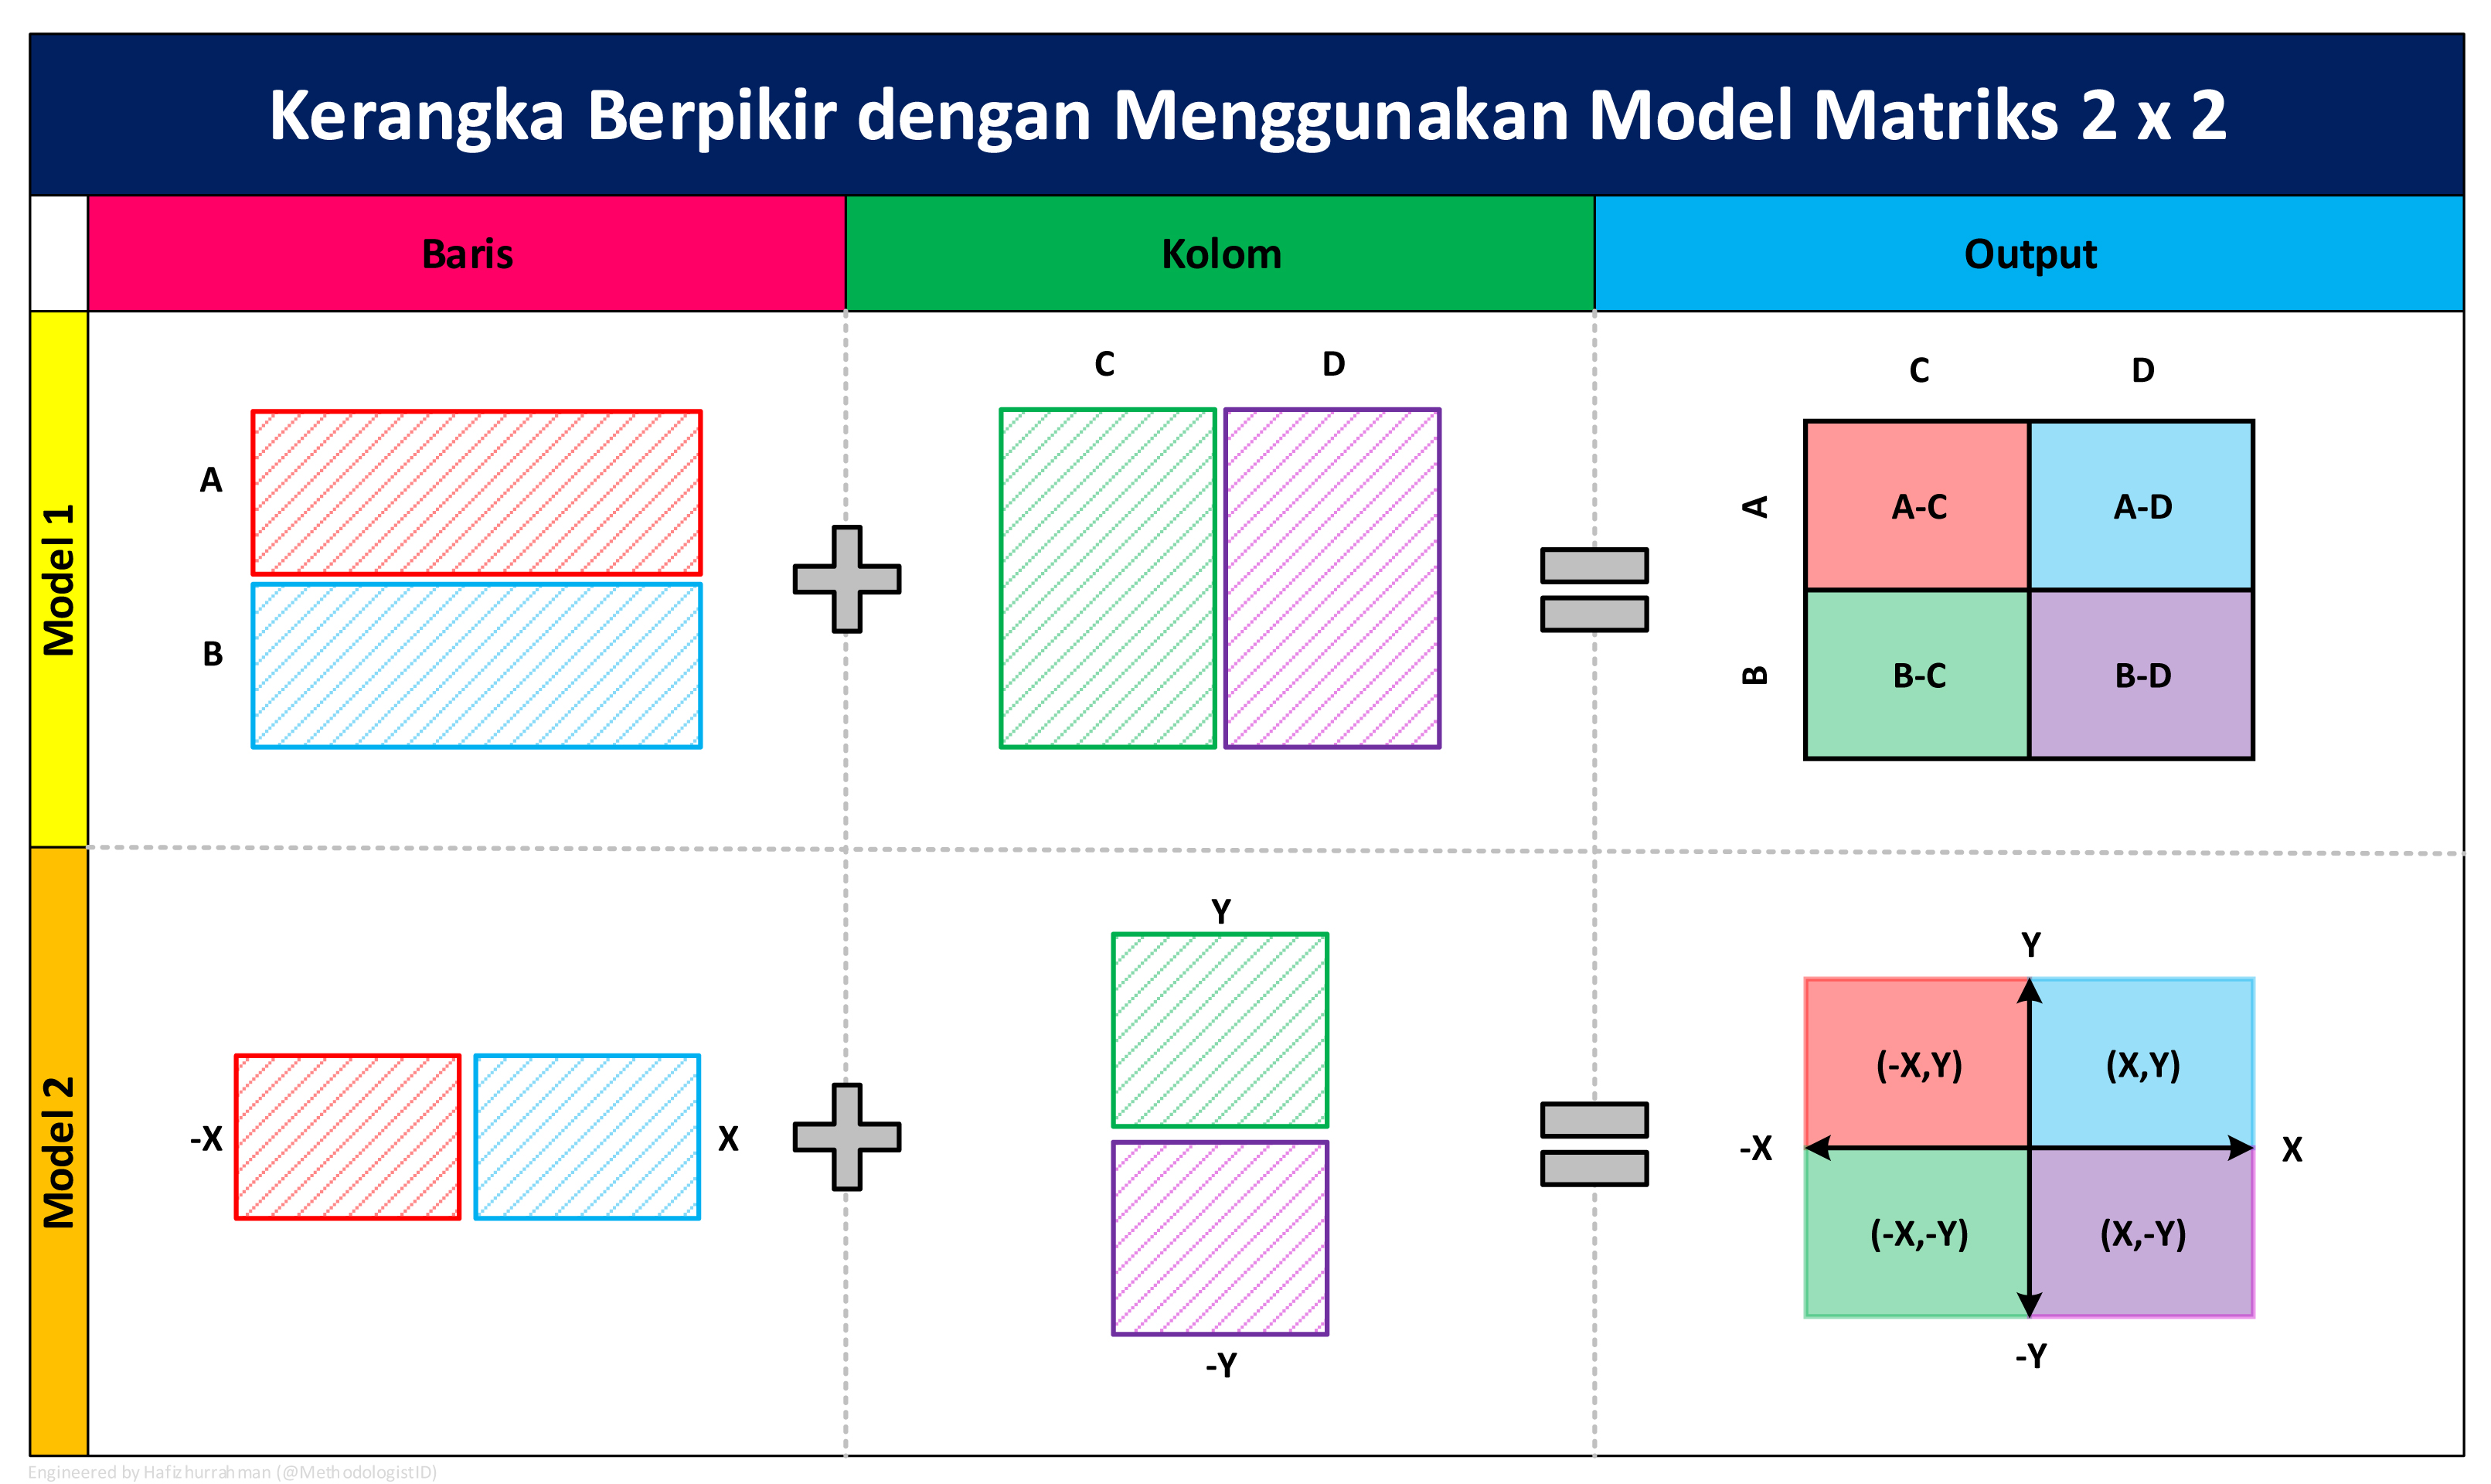 Kerangka Berpikir dengan Menggunakan Model Matriks 2 x 2
Baris
Kolom
Output
Model 1
A
B
C
D
C
D
A
B
A-C
A-D
B-C
B-D
Model 2
-X
X
Y
-Y
Y
-X
X
-Y
(-X,Y)
(X,Y)
(-X,-Y)
(X,-Y)
Engineered by Hafizhurrahman (@MethodologistID)